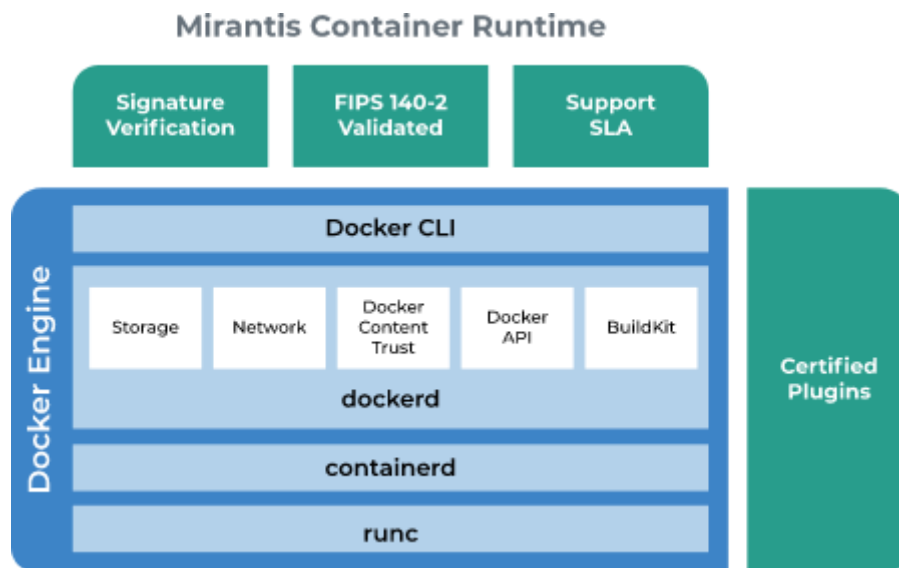 Mirantis Container Runtime
Signature
Verification
FIPS 140-2
Validated
Support
SLA
Docker Engine
Docker CLI
Storage
Network
Docker
Content
Trust
Docker
API
BuildKit
dockerd
containerd
runc
Certified
Plugins